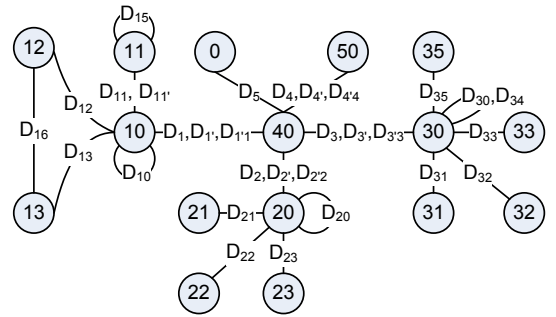 D15
12 11 0 50 35
D11, D11' D5 D4,D4',D4'4 D35 D30,D34
D12
D16 10 D1,D1',D1'1 40 D3,D3',D3'3 30 D33 33
D13
D10 D2,D2',D2'2 D31 D32
13 21 D21 20 D20 31 32
D22 D23
22 23